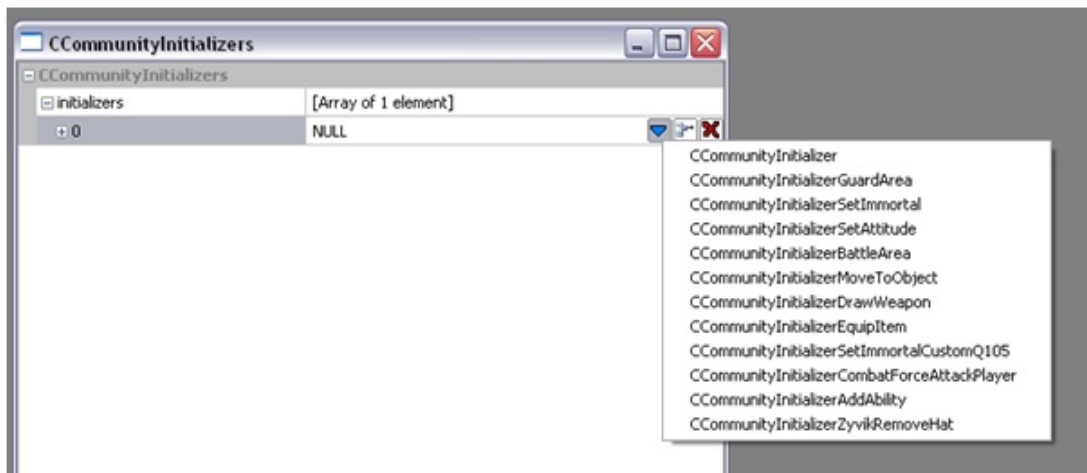 CCommunityInitializers
CCommunityInitializers
initializers [Array of 1 element]
0 NULL
CCommunityInitializer
CCommunityInitializerGuardArea
CCommunityInitializerSetImmortal
CCommunityInitializerSetAttitude
CCommunityInitializerBattleArea
CCommunityInitializerMoveToObject
CCommunityInitializerDrawWeapon
CCommunityInitializerEquipItem
CCommunityInitializerSetImmortalCustomQ105
CCommunityInitializerCombatForceAttackPlayer
CCommunityInitializerAddAbility
CCommunityInitializerZyvikRemoveHat